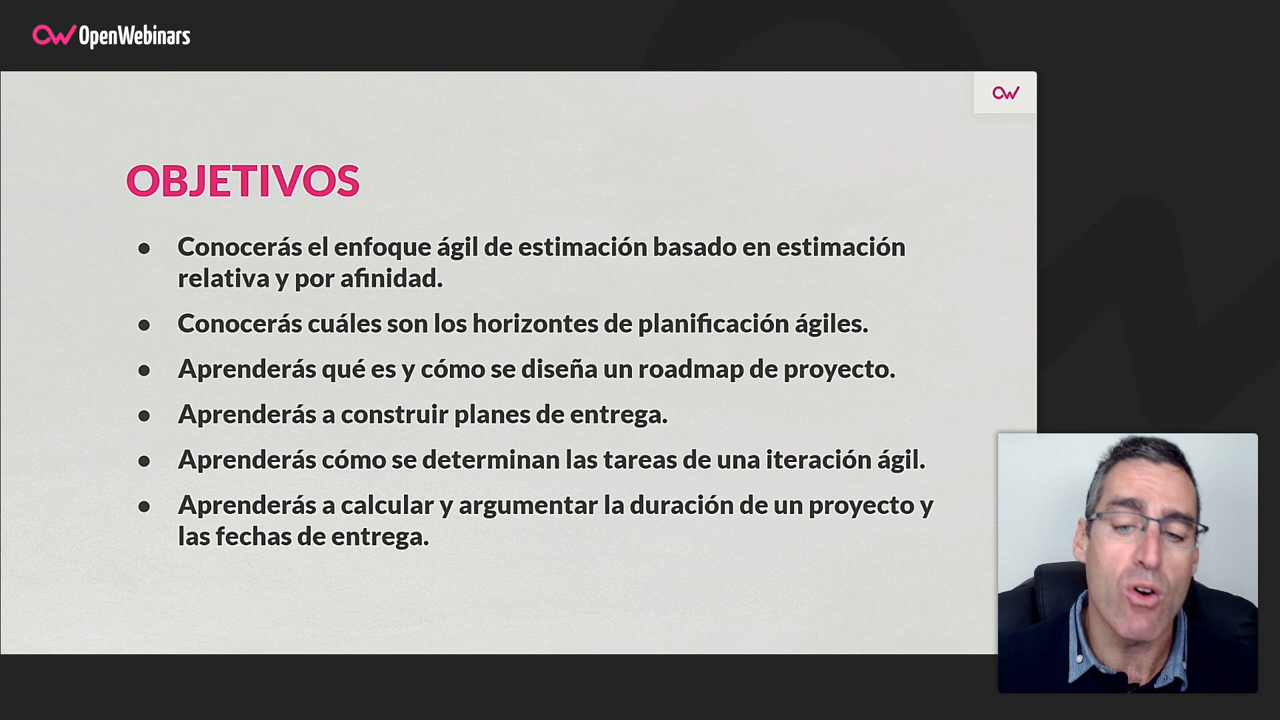 OpenWebinars
OBJETIVOS
● Conocerás el enfoque ágil de estimación basado en estimación
relativa y por afinidad.
● Conocerás cuáles son los horizontes de planificación ágiles.
● Aprenderás qué es y cómo se diseña un roadmap de proyecto.
● Aprenderás a construir planes de entrega.
● Aprenderás cómo se determinan las tareas de una iteración ágil.
● Aprenderás a calcular y argumentar la duración de un proyecto y
las fechas de entrega.